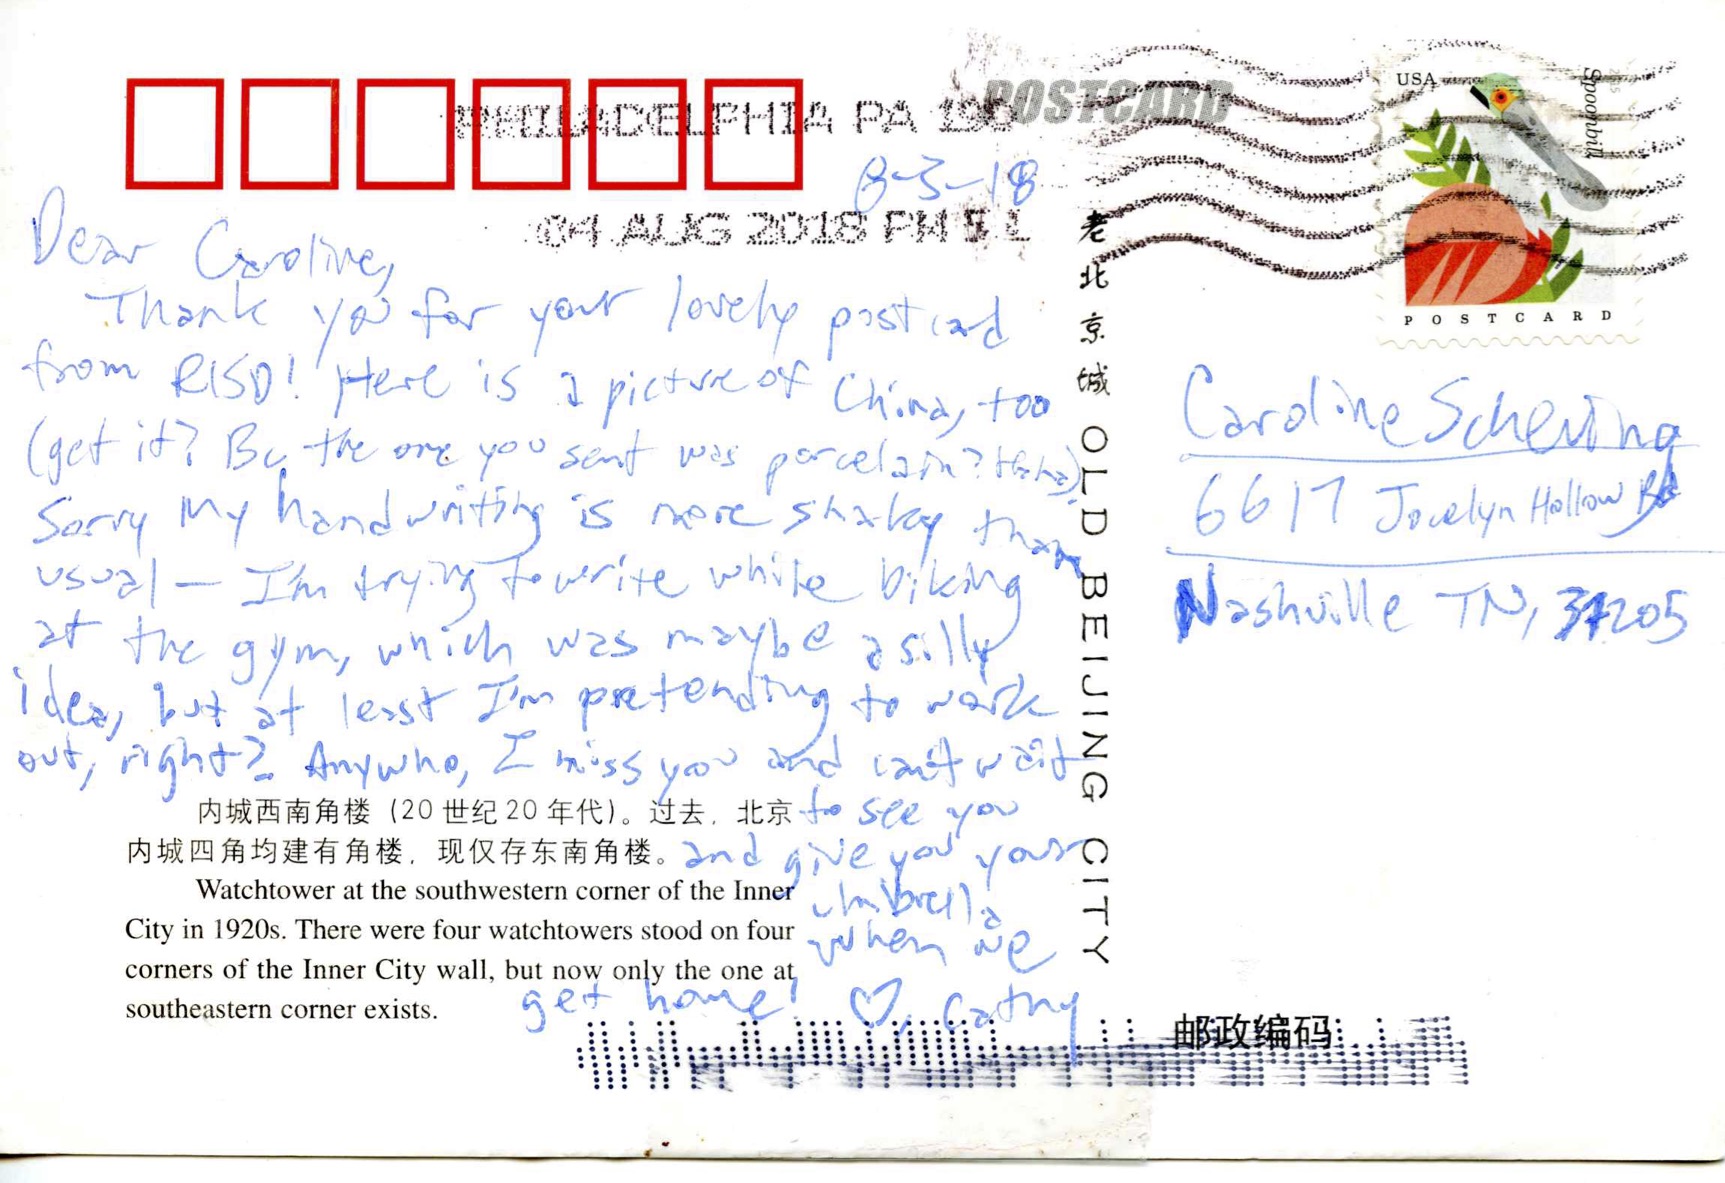 POSTCARD
PHILADELPHIA PA 190
8-3-18
04 AUG 2018 PM 5 L
USA
Spoonbill
POSTCARD
Dear Caroline,
Thank you for your lovely postcard
from RISD! Here is a picture of China, too
(get it? Bc the one you sent was porcelain? Haha).
Sorry my handwriting is more shaky than
usual — I'm trying to write while biking
at the gym, which was maybe a silly
idea, but at least I'm pretending to work
out, right? Anywho, I miss you and can't wait
to see you
and give you your
umbrella
when we
get home! ♡, Cathy
内城西南角楼（20世纪20年代）。过去，北京
内城四角均建有角楼，现仅存东南角楼。
Watchtower at the southwestern corner of the Inner
City in 1920s. There were four watchtowers stood on four
corners of the Inner City wall, but now only the one at
southeastern corner exists.
老北京城 OLD BEIJING CITY
Caroline
6617 Jocelyn Hollow Rd
Nashville TN, 37205
邮政编码